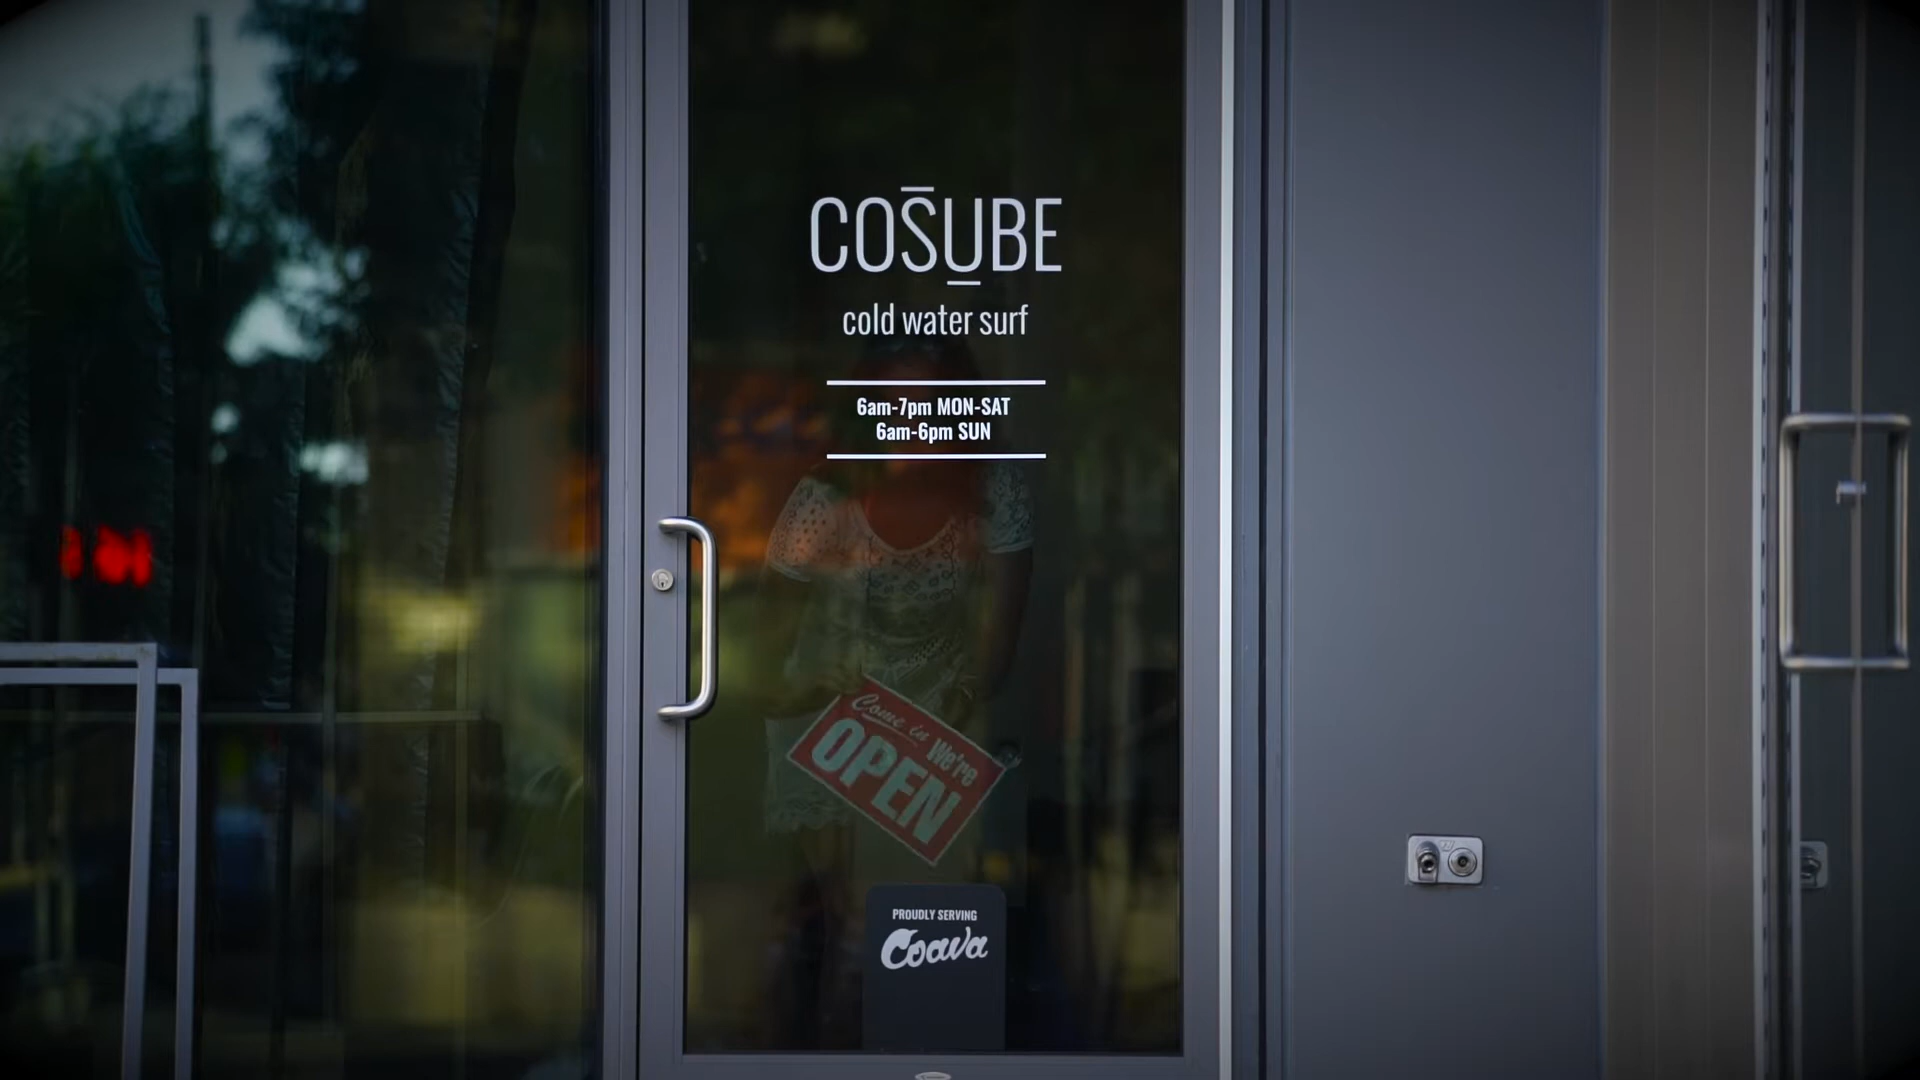 COSUBE
cold water surf
6am-7pm MON-SAT
6am-6pm SUN
Come in We're
OPEN
PROUDLY SERVING
Coava